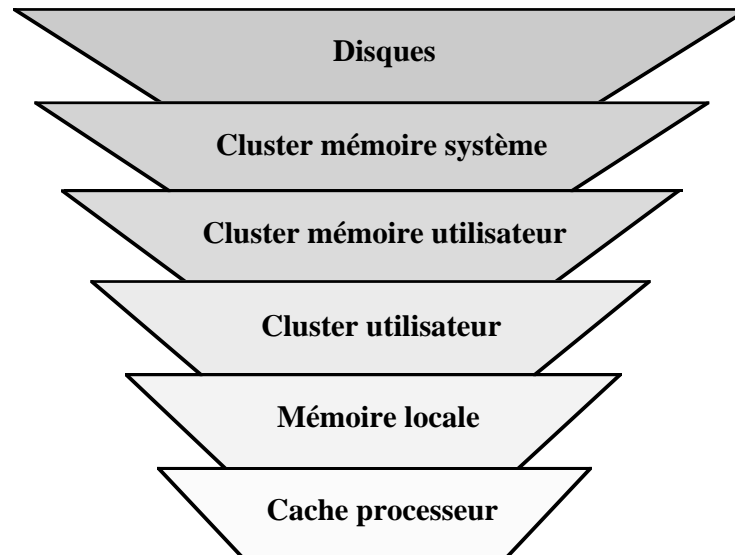 Disques
Cluster mémoire système
Cluster mémoire utilisateur
Cluster utilisateur
Mémoire locale
Cache processeur